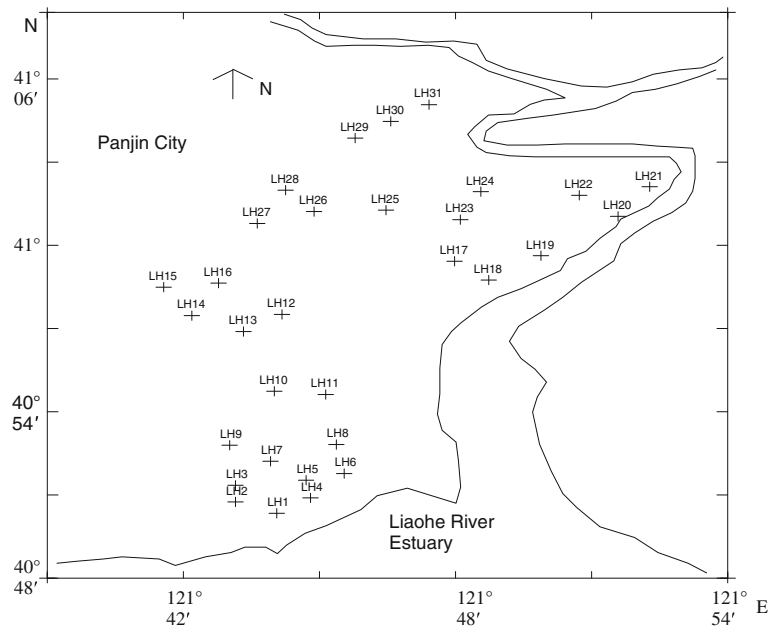 N
41°
06′
N
LH31
LH30
LH29
Panjin City
LH28
LH24
LH21
LH22
LH26
LH25
LH20
LH27
LH23
41°
LH19
LH17
LH18
LH16
LH15
LH14
LH12
LH13
LH10
LH11
40°
54′
LH9
LH8
LH7
LH6
LH5
LH3
LH4
LH2
LH1
Liaohe River
Estuary
40°
48′
121°
42′
121°
48′
121°
54′
E